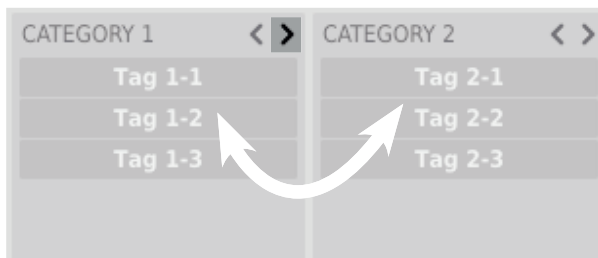 CATEGORY 1
Tag 1-1
Tag 1-2
Tag 1-3
CATEGORY 2
Tag 2-1
Tag 2-2
Tag 2-3